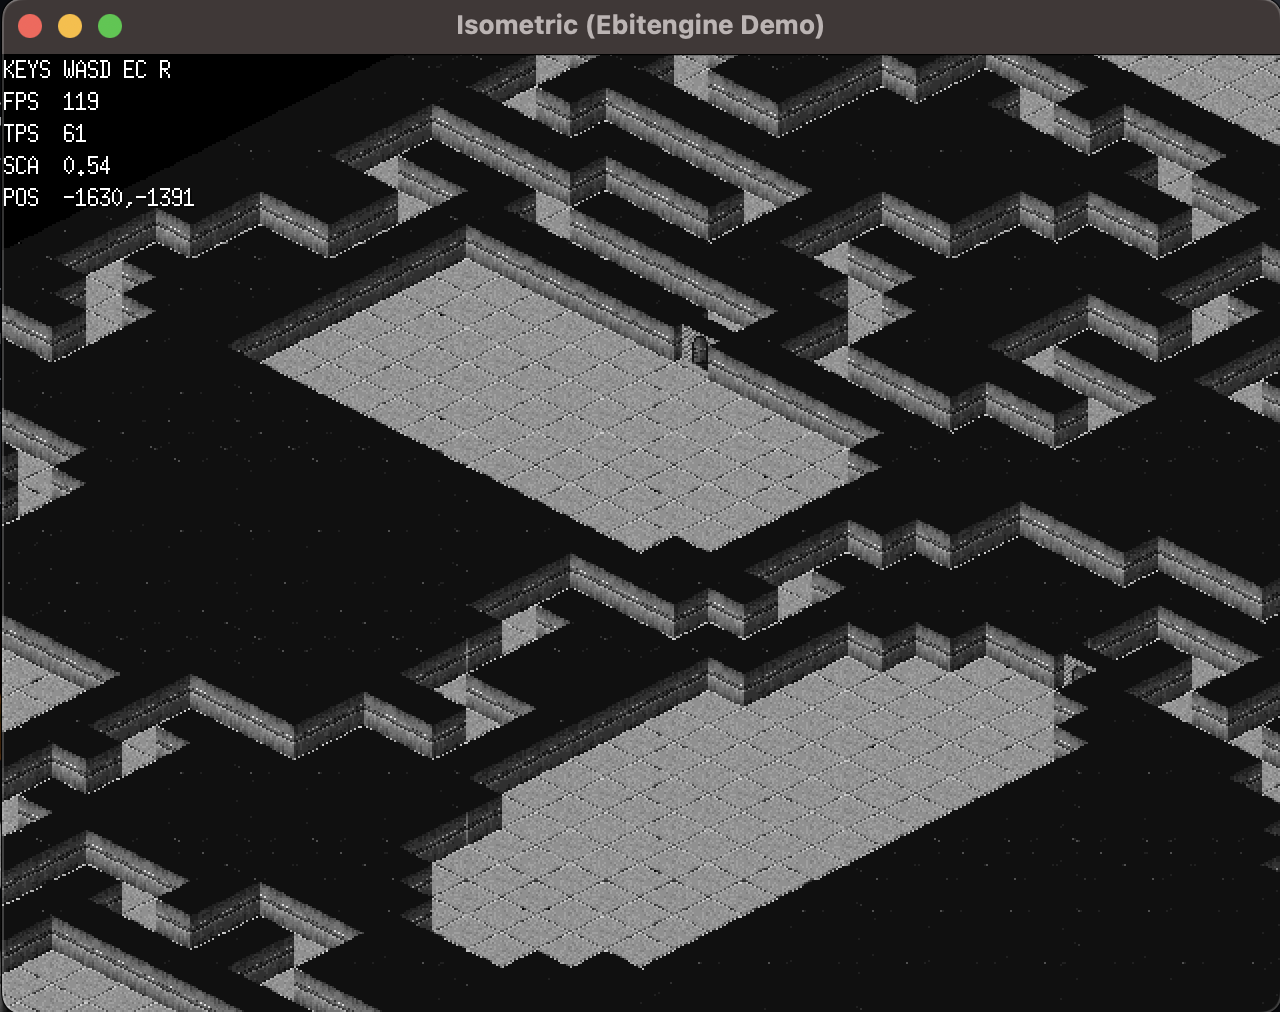 Isometric (Ebitengine Demo)
KEYS WASD EC R
FPS 119
TPS 61
SCA 0.54
POS -1630,-1391